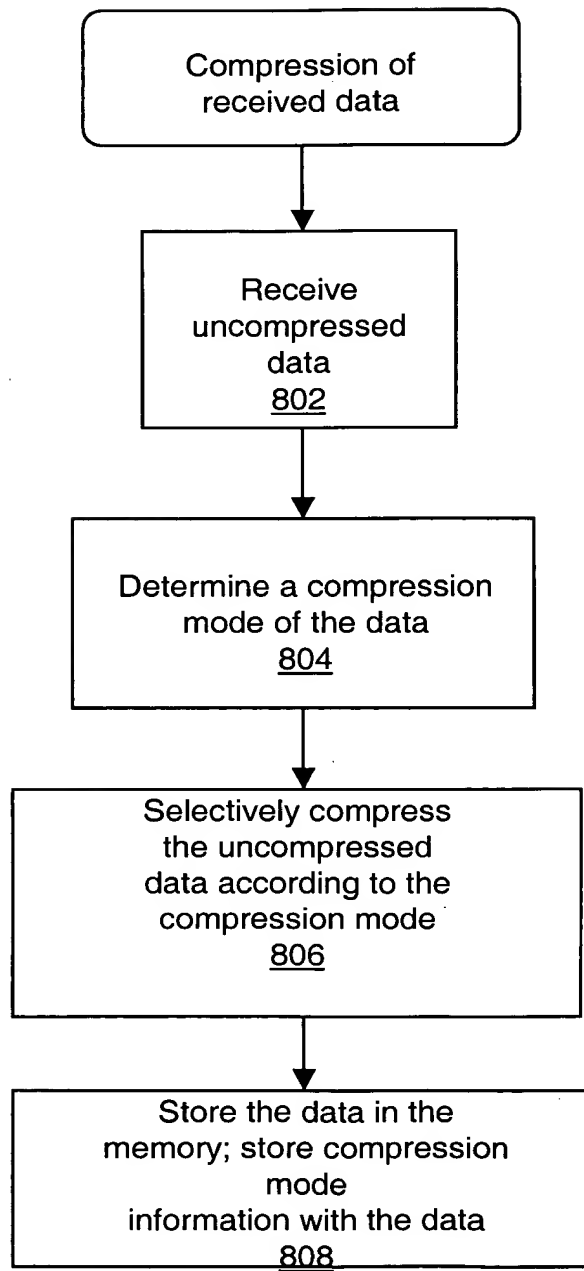 Compression of
received data
Receive
uncompressed
data
802
Determine a compression
mode of the data
804
Selectively compress
the uncompressed
data according to the
compression mode
806
Store the data in the
memory; store compression
mode
information with the data
808